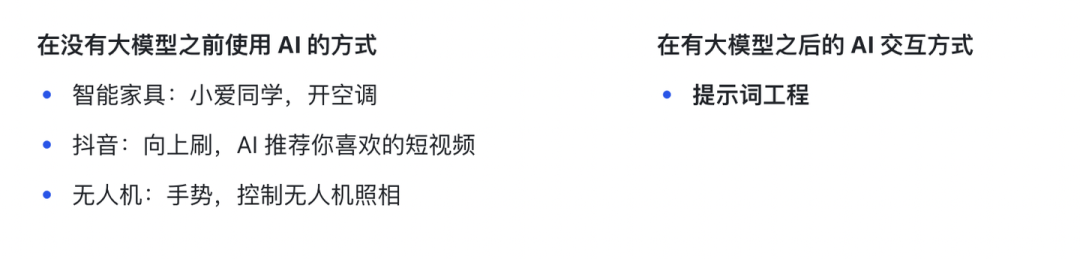 在没有大模型之前使用 AI 的方式
智能家具：小爱同学，开空调
抖音：向上刷，AI 推荐你喜欢的短视频
无人机：手势，控制无人机照相
在有大模型之后的 AI 交互方式
提示词工程